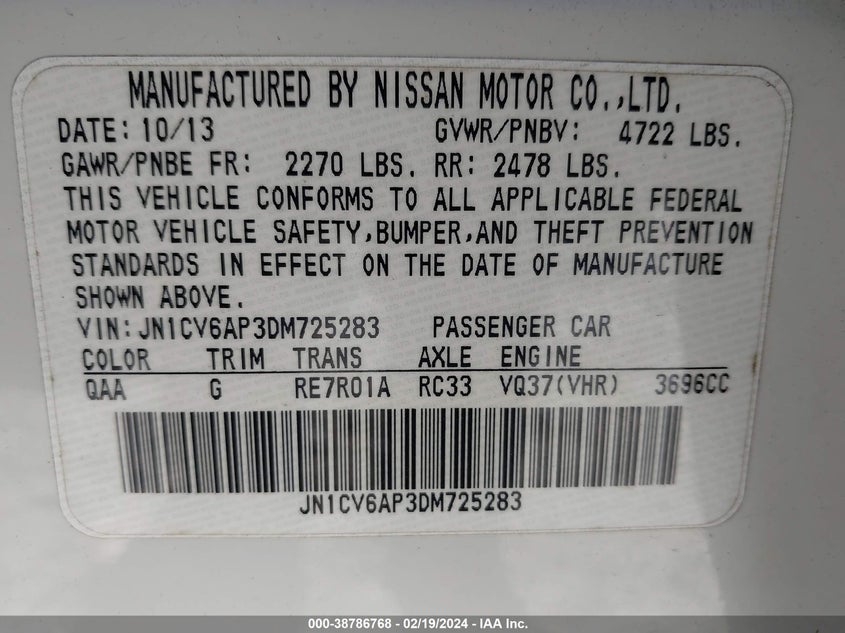 MANUFACTURED BY NISSAN MOTOR CO.,LTD.
DATE: 10/13 GVWR/PNBV: 4722 LBS.
GAWR/PNBE FR: 2270 LBS. RR: 2478 LBS.
THIS VEHICLE CONFORMS TO ALL APPLICABLE FEDERAL
MOTOR VEHICLE SAFETY,BUMPER,AND THEFT PREVENTION
STANDARDS IN EFFECT ON THE DATE OF MANUFACTURE
SHOWN ABOVE.
VIN:JN1CV6AP3DM725283 PASSENGER CAR
COLOR TRIM TRANS AXLE ENGINE
QAA G RE7R01A RC33 VQ37(VHR) 3696CC
JN1CV6AP3DM725283
000-38786768 - 02/19/2024 - IAA Inc.